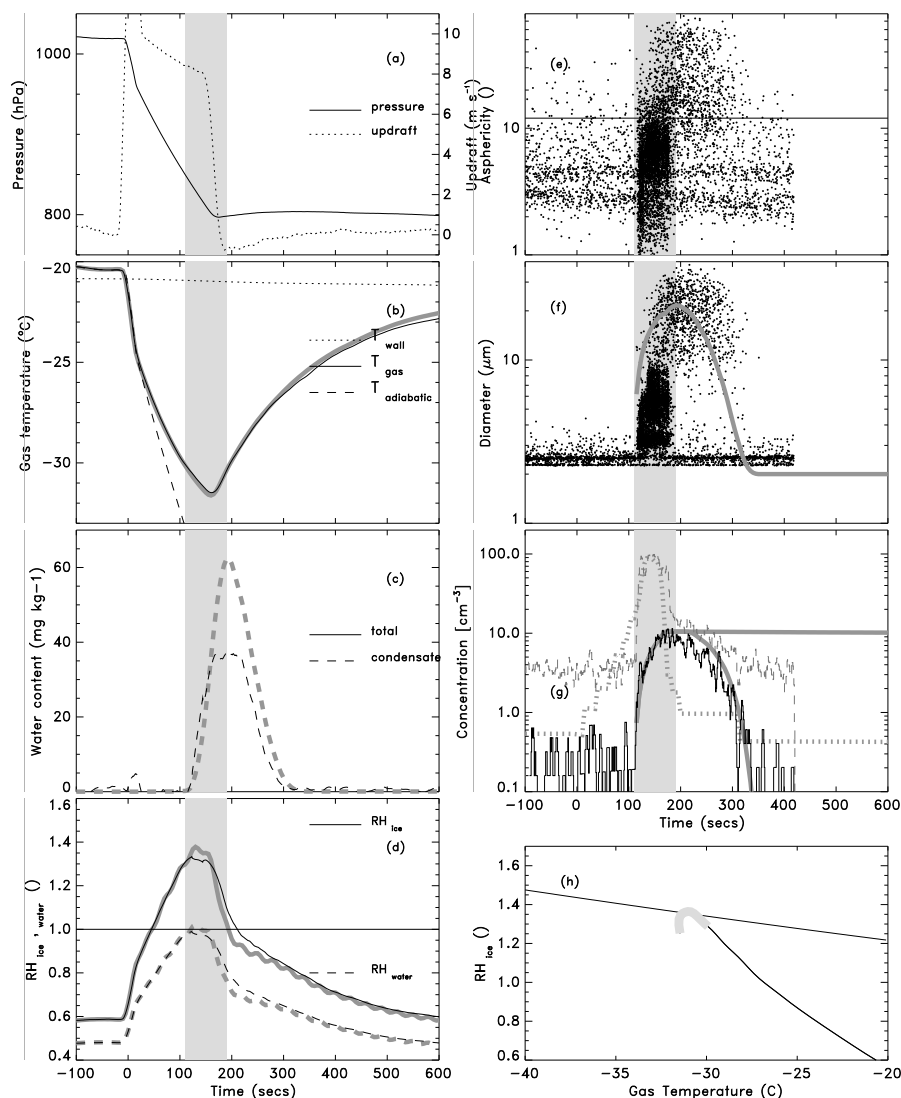 1000
800
Pressure (hPa)
(a)
pressure
updraft
10
8
6
4
2
0
Updraft (m s⁻¹)
-20
-25
-30
Gas temperature (°C)
(b)
T wall
T gas
T adiabatic
60
40
20
0
Water content (mg kg-1)
(c)
total
condensate
1.6
1.4
1.2
1.0
0.8
0.6
0.4
RH ice , water ()
RH ice
(d)
RH water
-100 0 100 200 300 400 500 600
Time (secs)
10
1
Asphericity ()
(e)
10
1
Diameter (μm)
(f)
100.0
10.0
1.0
0.1
Concentration [cm⁻³]
(g)
-100 0 100 200 300 400 500 600
Time (secs)
1.6
1.4
1.2
1.0
0.8
0.6
RH ice ()
(h)
-40 -35 -30 -25 -20
Gas Temperature (C)